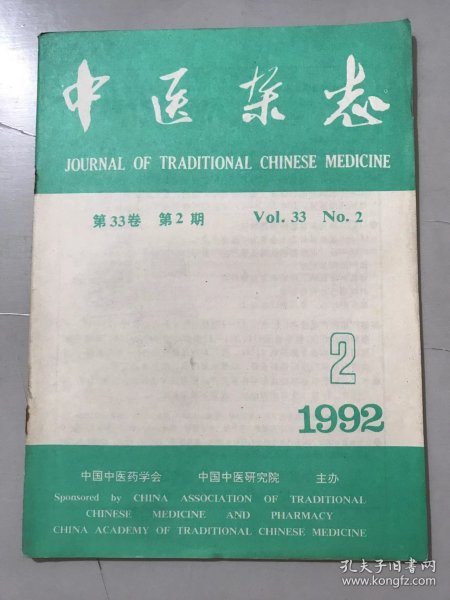 中医杂志
JOURNAL OF TRADITIONAL CHINESE MEDICINE
第33卷 第2期 Vol. 33 No. 2
2
1992
中国中医药学会 中国中医研究院 主办
Sponsored by CHINA ASSOCIATION OF TRADITIONAL
CHINESE MEDICINE AND PHARMACY
CHINA ACADEMY OF TRADITIONAL CHINESE MEDICINE
孔夫子旧书网
www.kongfz.com